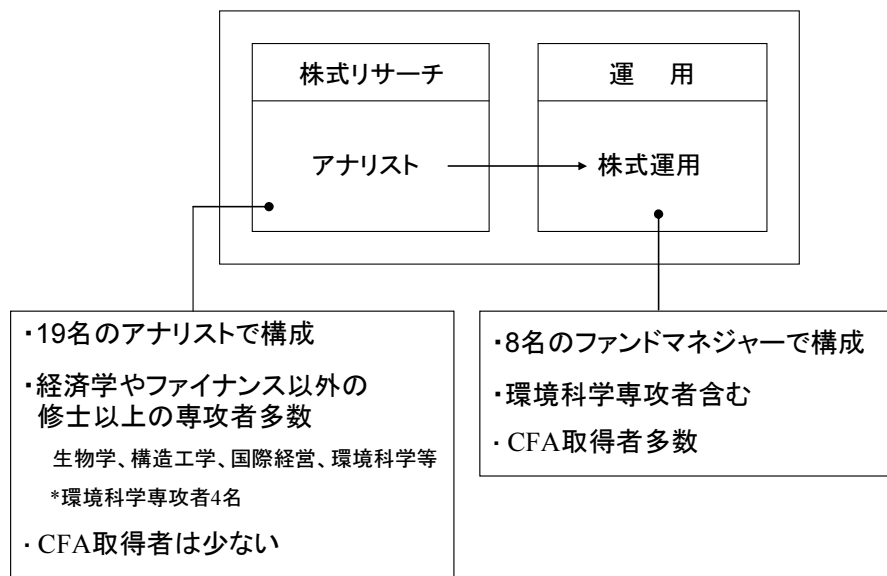 株式リサーチ
運　用
アナリスト
株式運用
・19名のアナリストで構成
・経済学やファイナンス以外の
修士以上の専攻者多数
生物学、構造工学、国際経営、環境科学等
*環境科学専攻者4名
・CFA取得者は少ない
・8名のファンドマネジャーで構成
・環境科学専攻者含む
・CFA取得者多数